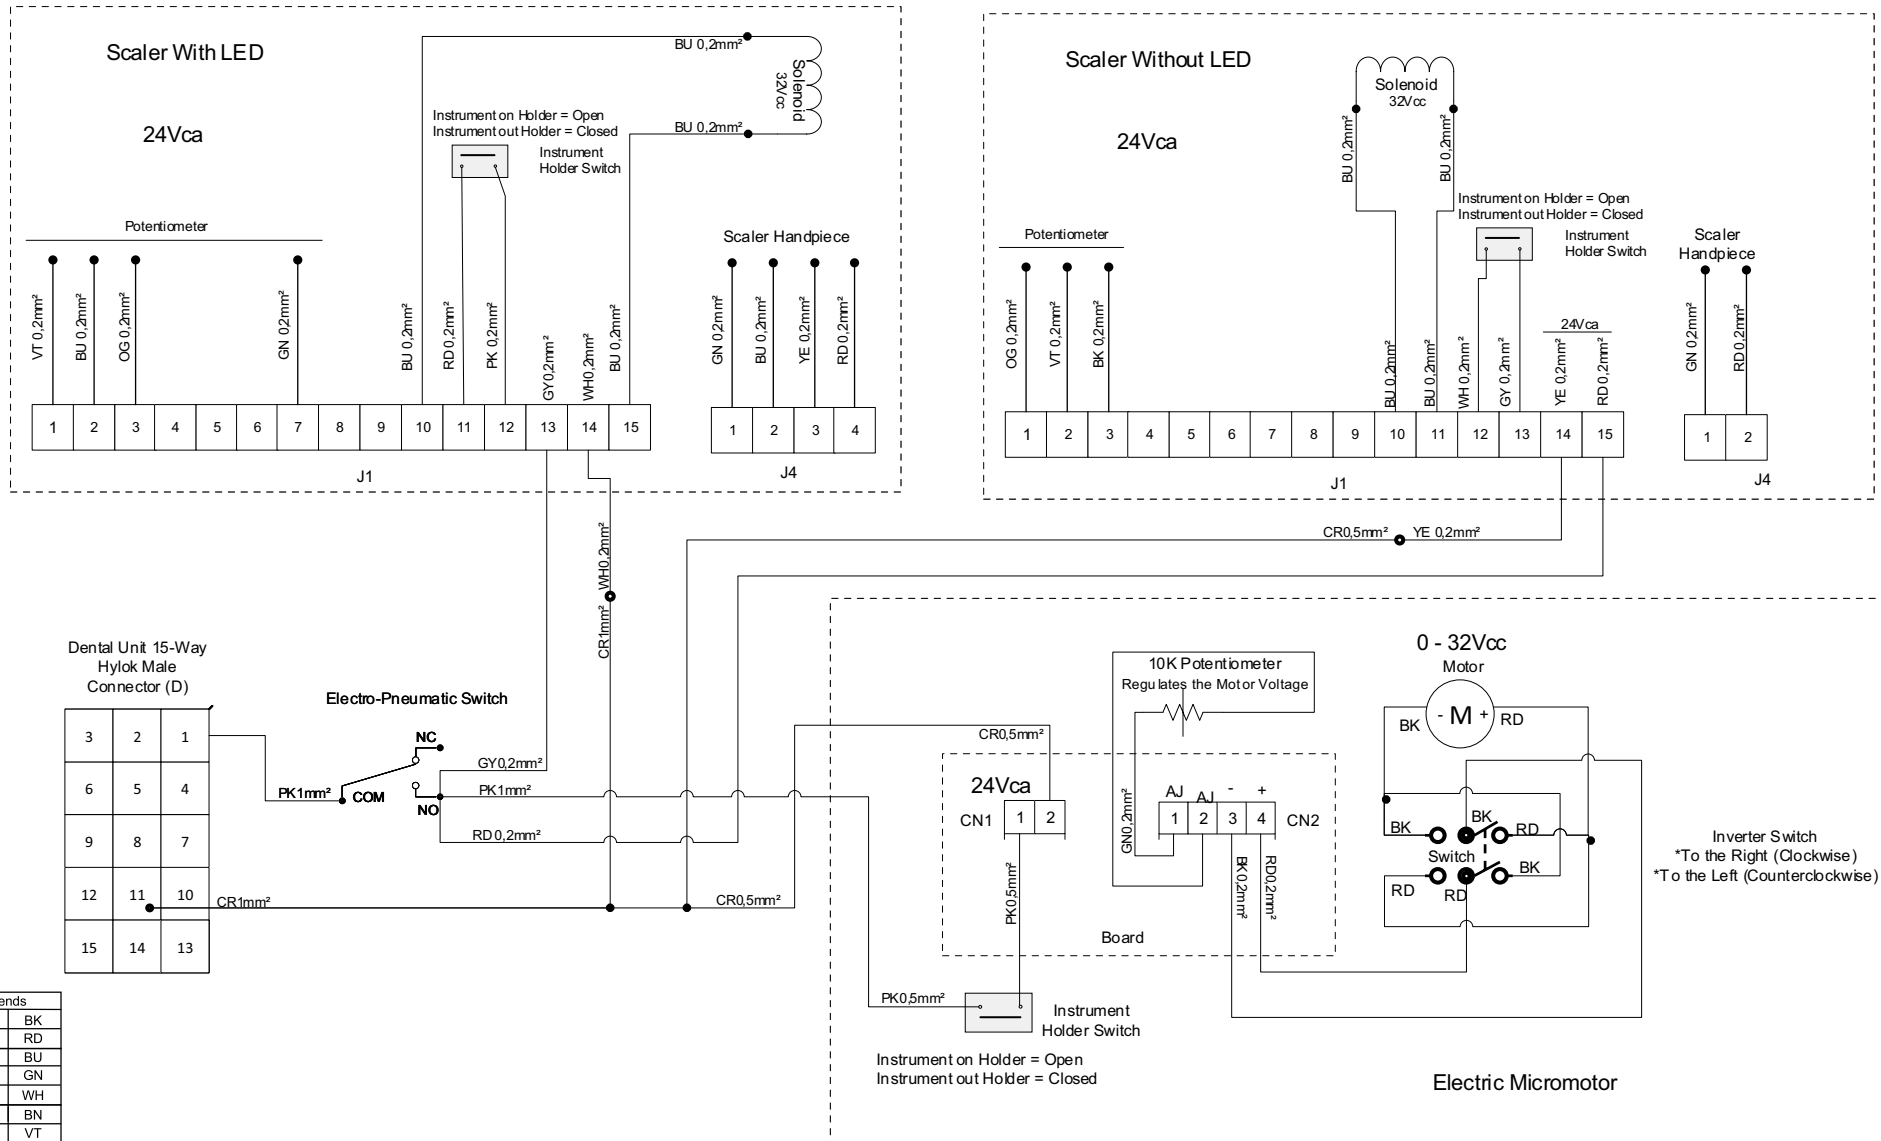 Scaler With LED
24Vca
BU 0,2mm²
Solenoid
32Vcc
BU 0,2mm²
Instrument on Holder = Open
Instrument out Holder = Closed
Instrument
Holder Switch
Potentiometer
VT 0,2mm²
BU 0,2mm²
OG 0,2mm²
GN 0,2mm²
BU 0,2mm²
RD 0,2mm²
PK 0,2mm²
GY0,2mm²
WH0,2mm²
BU 0,2mm²
1 2 3 4 5 6 7 8 9 10 11 12 13 14 15
J1
Scaler Handpiece
GN 0,2mm²
BU 0,2mm²
YE 0,2mm²
RD 0,2mm²
1 2 3 4
J4
Scaler Without LED
24Vca
Solenoid
32Vcc
BU 0,2mm²
BU 0,2mm²
Instrument on Holder = Open
Instrument out Holder = Closed
Instrument
Holder Switch
Potentiometer
OG 0,2mm²
VT 0,2mm²
BK 0,2mm²
BU 0,2mm²
BU 0,2mm²
WH 0,2mm²
GY 0,2mm²
24Vca
YE 0,2mm²
RD 0,2mm²
1 2 3 4 5 6 7 8 9 10 11 12 13 14 15
J1
Scaler
Handpiece
GN 0,2mm²
RD 0,2mm²
1 2
J4
CR0,5mm²
YE 0,2mm²
WH0,2mm²
CR1mm²
Dental Unit 15-Way
Hylok Male
Connector (D)
3 2 1
6 5 4
9 8 7
12 11 10
15 14 13
Electro-Pneumatic Switch
NC
COM
NO
PK1mm²
GY0,2mm²
PK1mm²
RD 0,2mm²
CR1mm²
CR0,5mm²
CR0,5mm²
24Vca
CN1
1 2
PK0,5mm²
PK0,5mm²
Instrument
Holder Switch
Instrument on Holder = Open
Instrument out Holder = Closed
10K Potentiometer
Regulates the Motor Voltage
GN0,2mm²
AJ AJ - +
1 2 3 4
CN2
BK0,2mm²
RD0,2mm²
Board
0 - 32Vcc
Motor
- M +
BK
RD
BK
BK
RD
Switch
RD
RD
BK
Inverter Switch
*To the Right (Clockwise)
*To the Left (Counterclockwise)
Electric Micromotor
BK
RD
BU
GN
WH
BN
VT